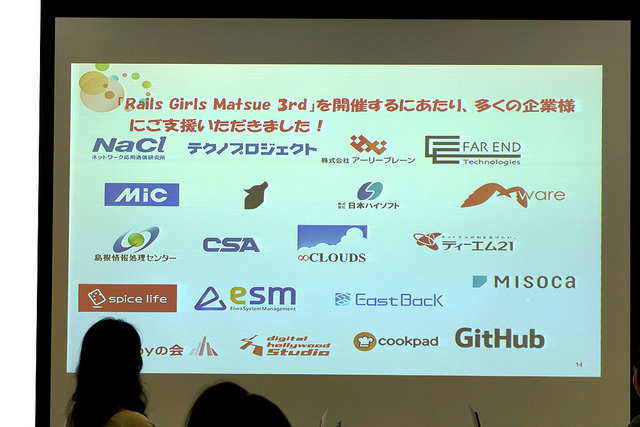 「Rails Girls Matsue 3rd」を開催するにあたり、多くの企業様
にご支援いただきました！
NaCl
ネットワーク応用通信研究所
テクノプロジェクト
株式会社 アーリーブレーン
FAR END
Technologies
MiC
株式会社 日本ハイソフト
ware
島根情報処理センター
CSA
∞CLOUDS
ティーエム21
MISOCA
spice life
esm
Eiwa System Management
EastBack
byの会
digital
hollywood
Studio
cookpad
GitHub
14